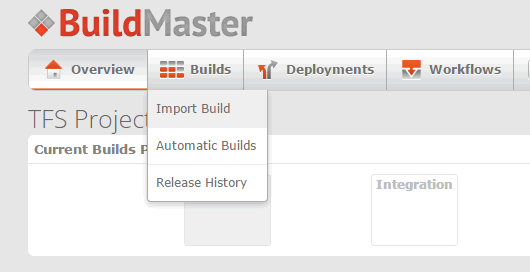 BuildMaster
Overview Builds Deployments Workflows
Import Build
Automatic Builds
Release History
TFS Project
Current Builds
Integration